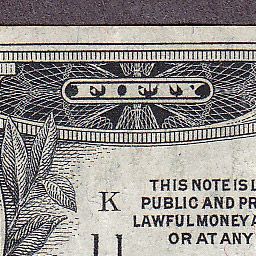 K
THIS NOTE IS L
PUBLIC AND PR
LAWFUL MONEY A
OR AT ANY